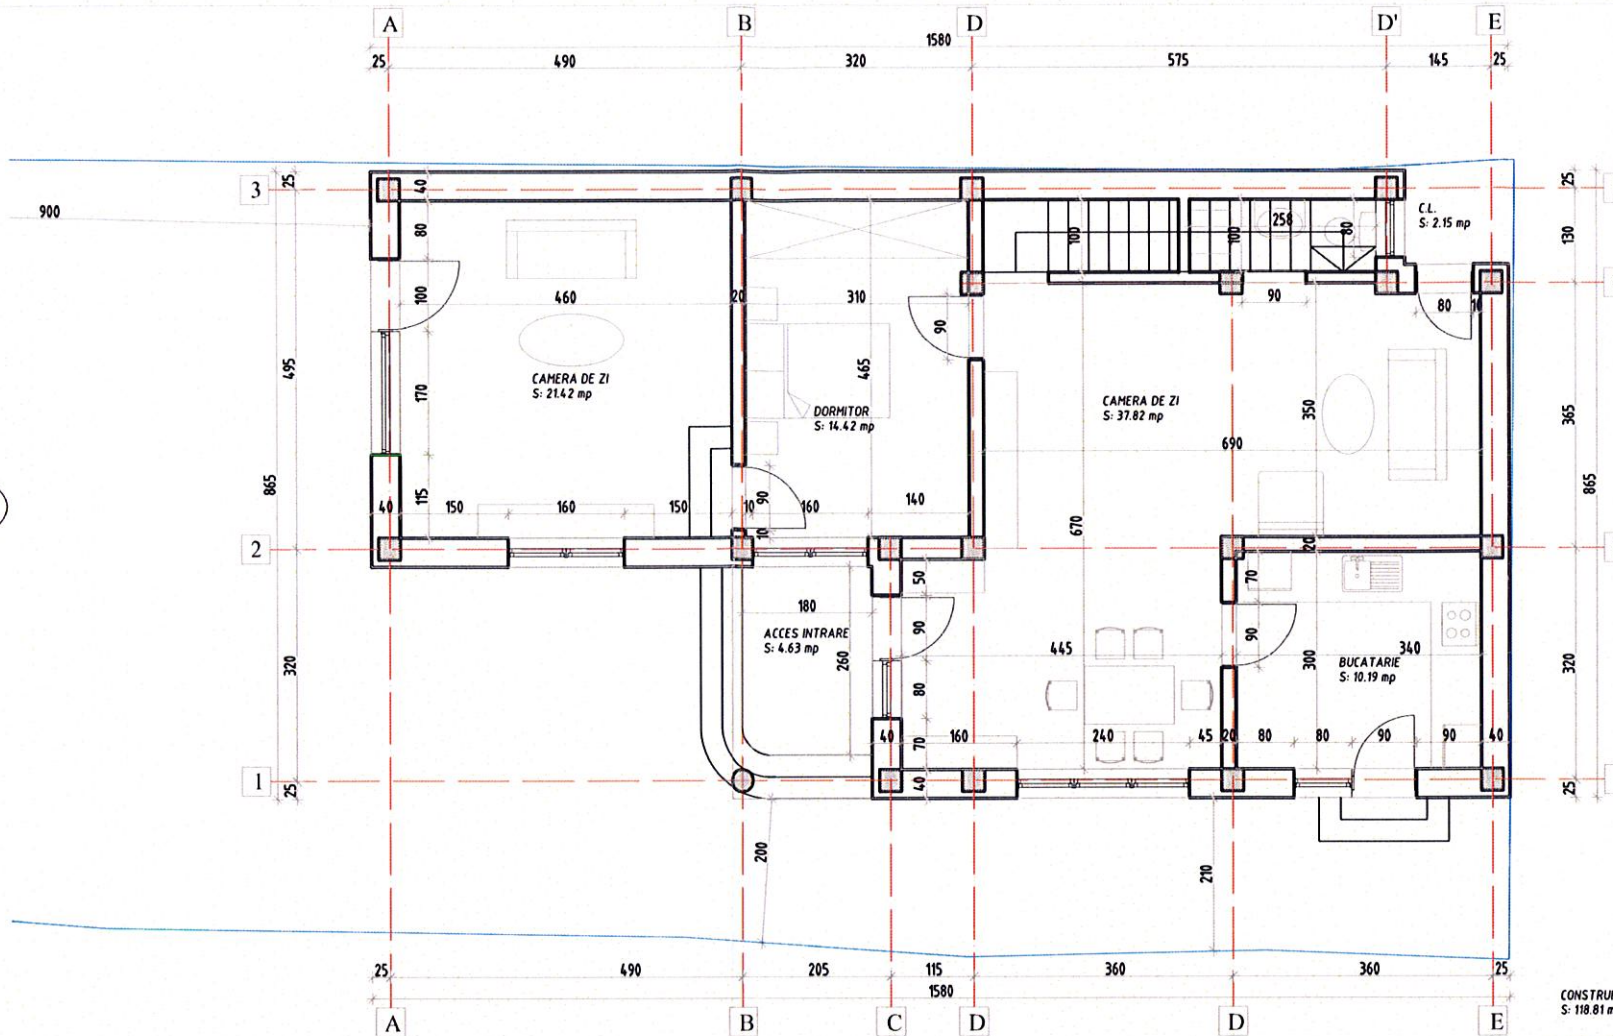 A B D D' E
1580
25 490 320 575 145 25
3
25
40
25
900
80
100
258
80
100
C.L.
S: 2.15 mp
130
100
460
20
310
90
90
80
10
495
170
465
CAMERA DE ZI
S: 21.42 mp
DORMITOR
S: 14.42 mp
CAMERA DE ZI
S: 37.82 mp
350
365
690
865
865
115
40 150 160 150 10 90 160 140
10
670
2
20
50
70
180
ACCES INTRARE
S: 4.63 mp
260
90
445
90
300
340
BUCATARIE
S: 10.19 mp
320
320
80
70
40 160 240 45 20 80 80 90 90 40
1
25
40
25
200
210
25 490 205 115 360 360 25
1580
A B C D D E
CONSTRU
S: 118.81 m